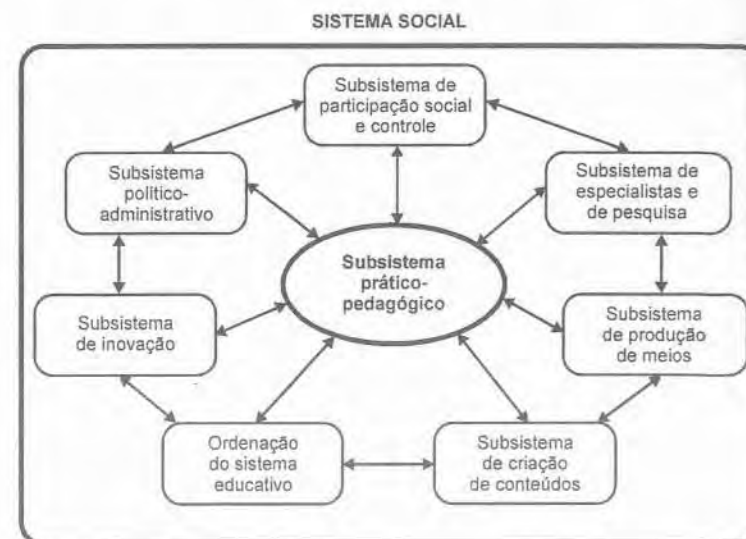 SISTEMA SOCIAL
Subsistema de
participação social
e controle
Subsistema
político-
administrativo
Subsistema de
especialistas e
de pesquisa
Subsistema
prático-
pedagógico
Subsistema
de inovação
Subsistema
de produção
de meios
Ordenação
do sistema
educativo
Subsistema
de criação
de conteúdos